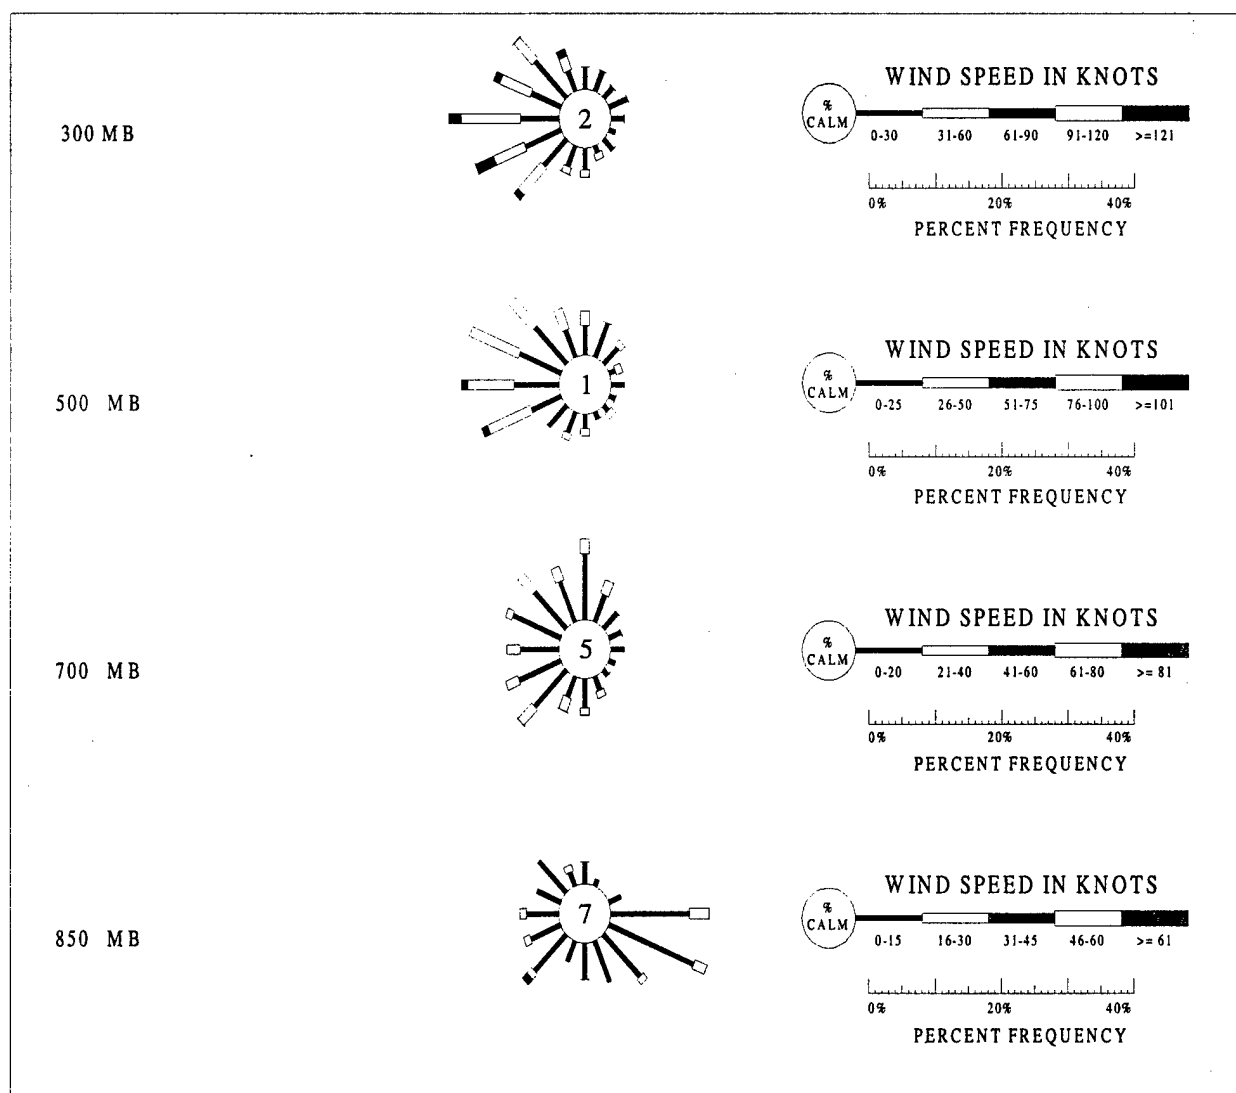 WIND SPEED IN KNOTS
300 MB
2
%
CALM
0-30 31-60 61-90 91-120 >=121
0% 20% 40%
PERCENT FREQUENCY
WIND SPEED IN KNOTS
500 MB
1
%
CALM
0-25 26-50 51-75 76-100 >=101
0% 20% 40%
PERCENT FREQUENCY
WIND SPEED IN KNOTS
700 MB
5
%
CALM
0-20 21-40 41-60 61-80 >= 81
0% 20% 40%
PERCENT FREQUENCY
WIND SPEED IN KNOTS
850 MB
7
%
CALM
0-15 16-30 31-45 46-60 >= 61
0% 20% 40%
PERCENT FREQUENCY